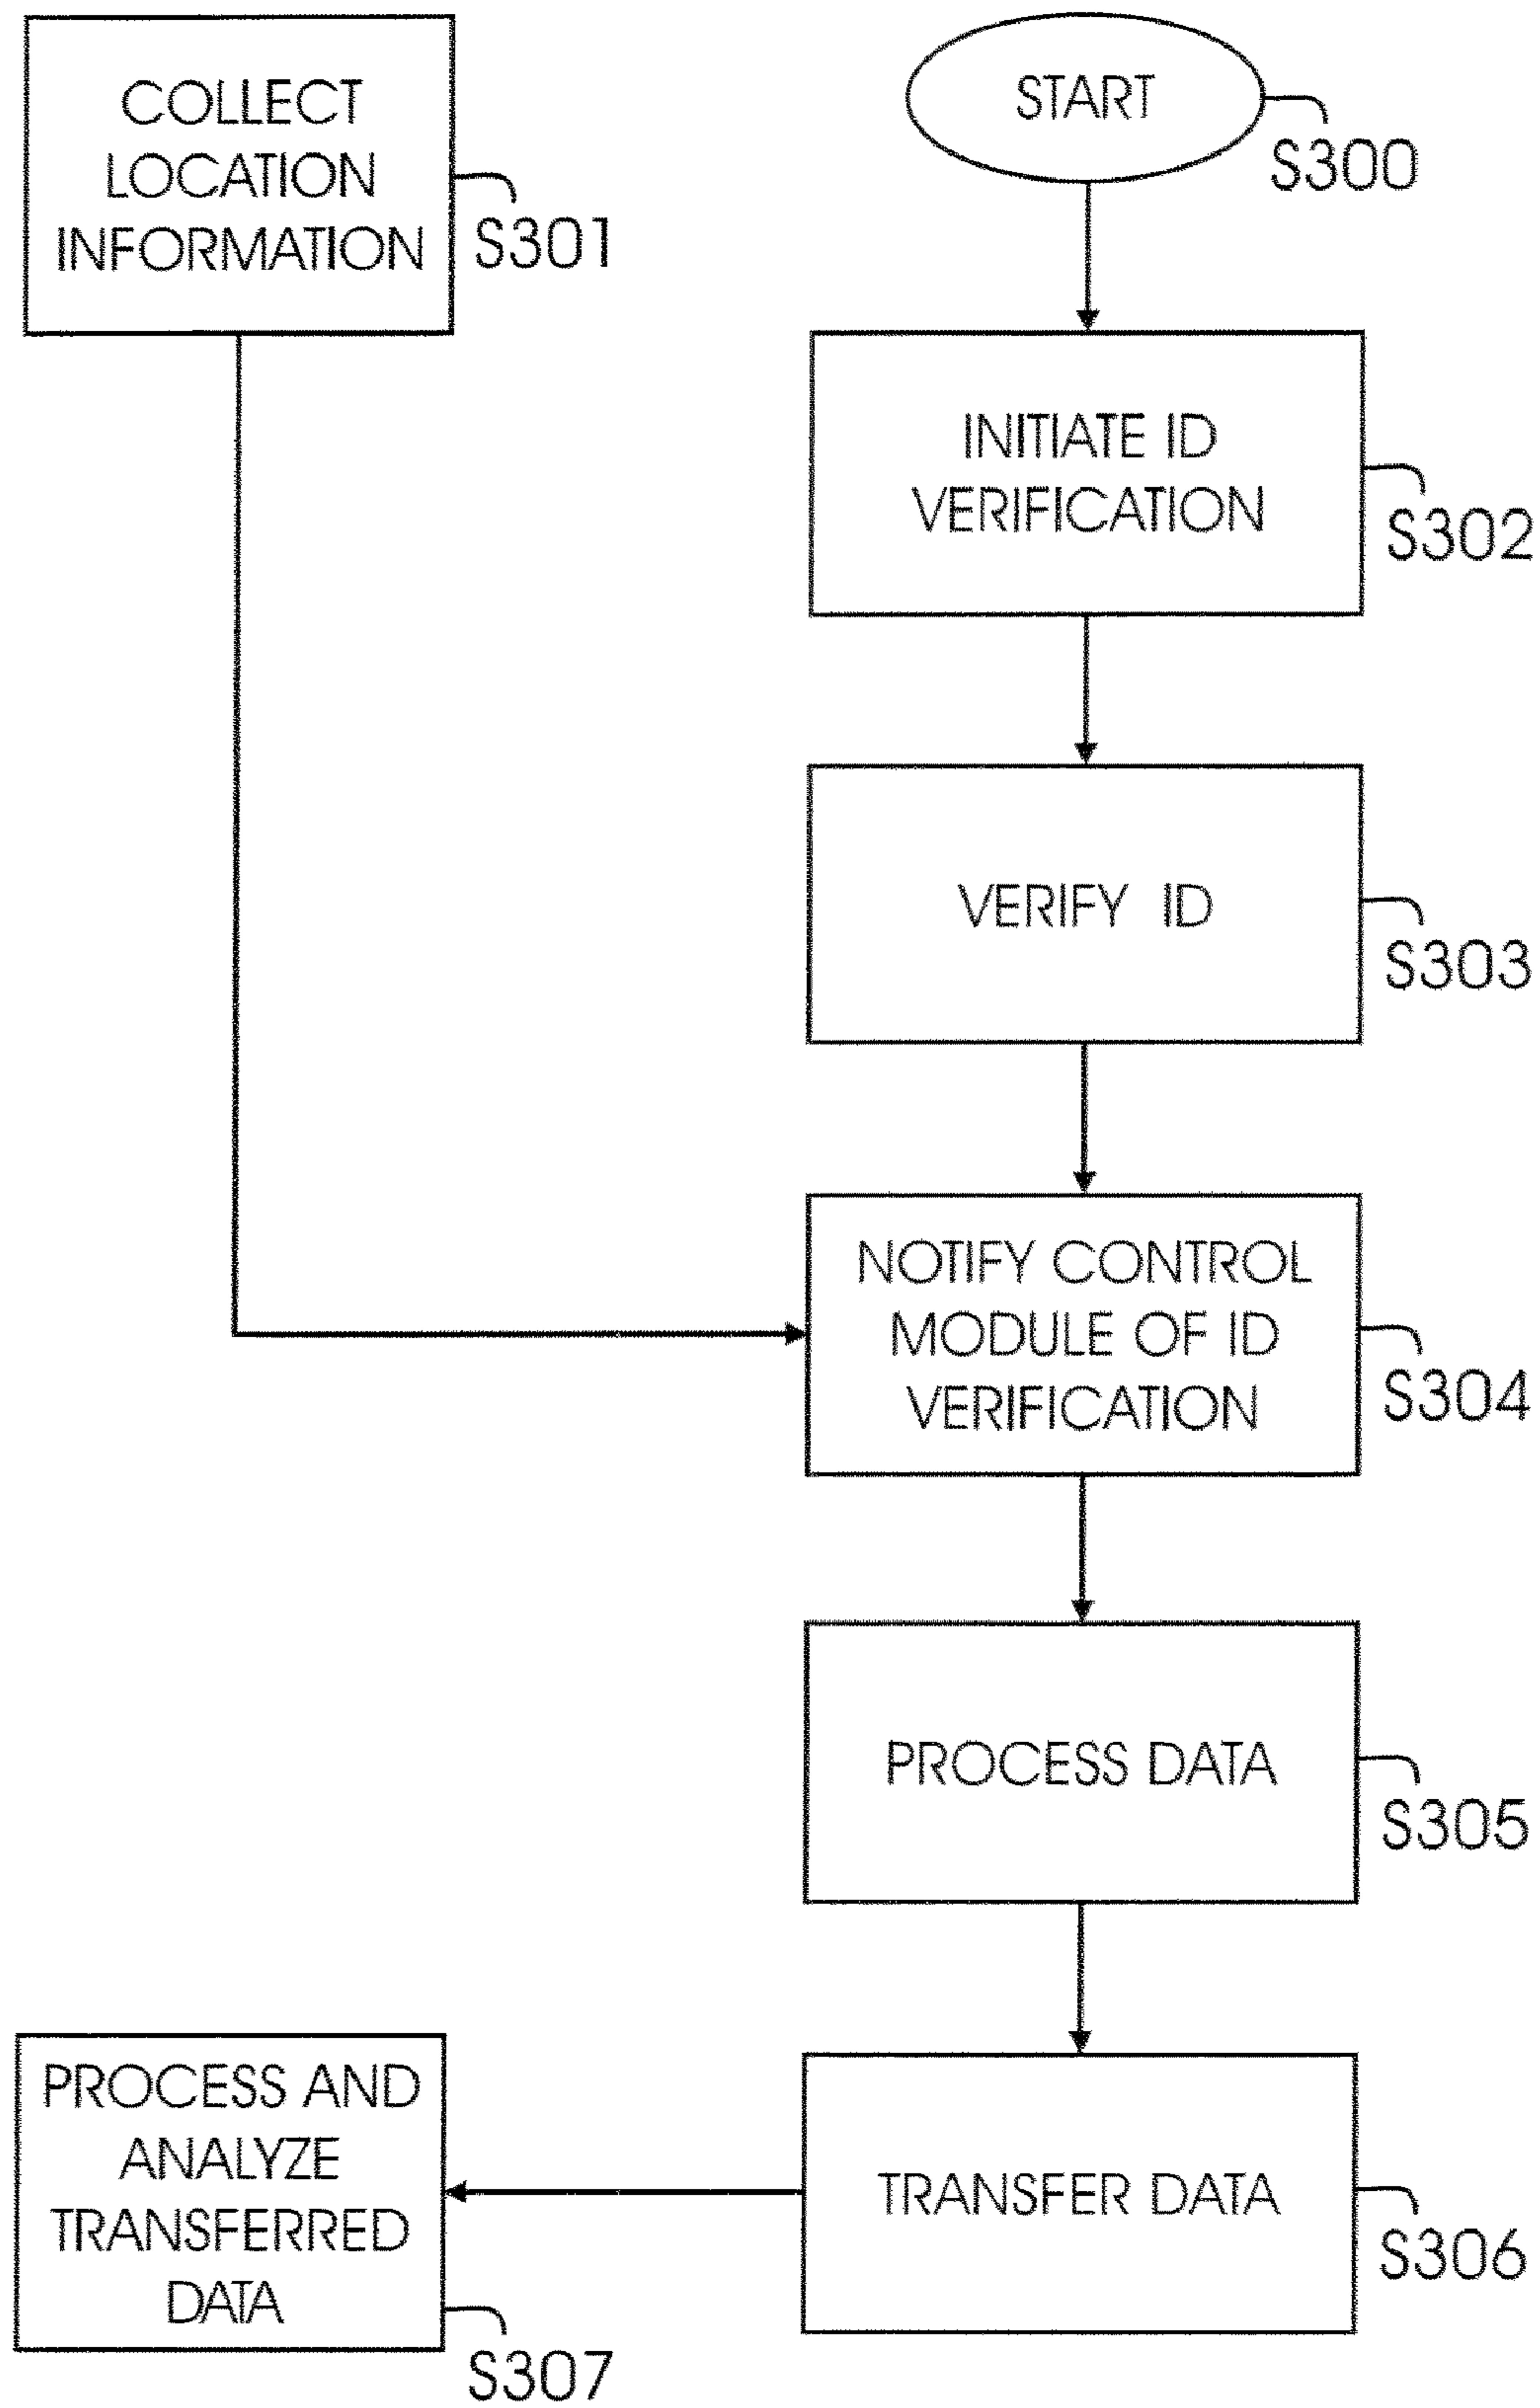 COLLECT
LOCATION
INFORMATION
S301
START
S300
INITIATE ID
VERIFICATION
S302
VERIFY ID
S303
NOTIFY CONTROL
MODULE OF ID
VERIFICATION
S304
PROCESS DATA
S305
TRANSFER DATA
S306
PROCESS AND
ANALYZE
TRANSFERRED
DATA
S307